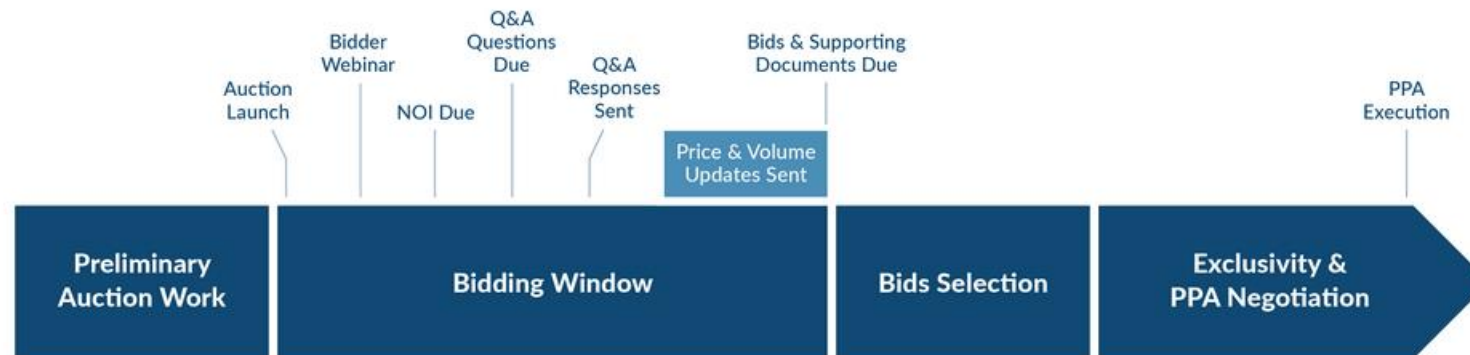 Auction
Launch
Bidder
Webinar
NOI Due
Q&A
Questions
Due
Q&A
Responses
Sent
Price & Volume
Updates Sent
Bids & Supporting
Documents Due
PPA
Execution
Preliminary
Auction Work
Bidding Window
Bids Selection
Exclusivity &
PPA Negotiation